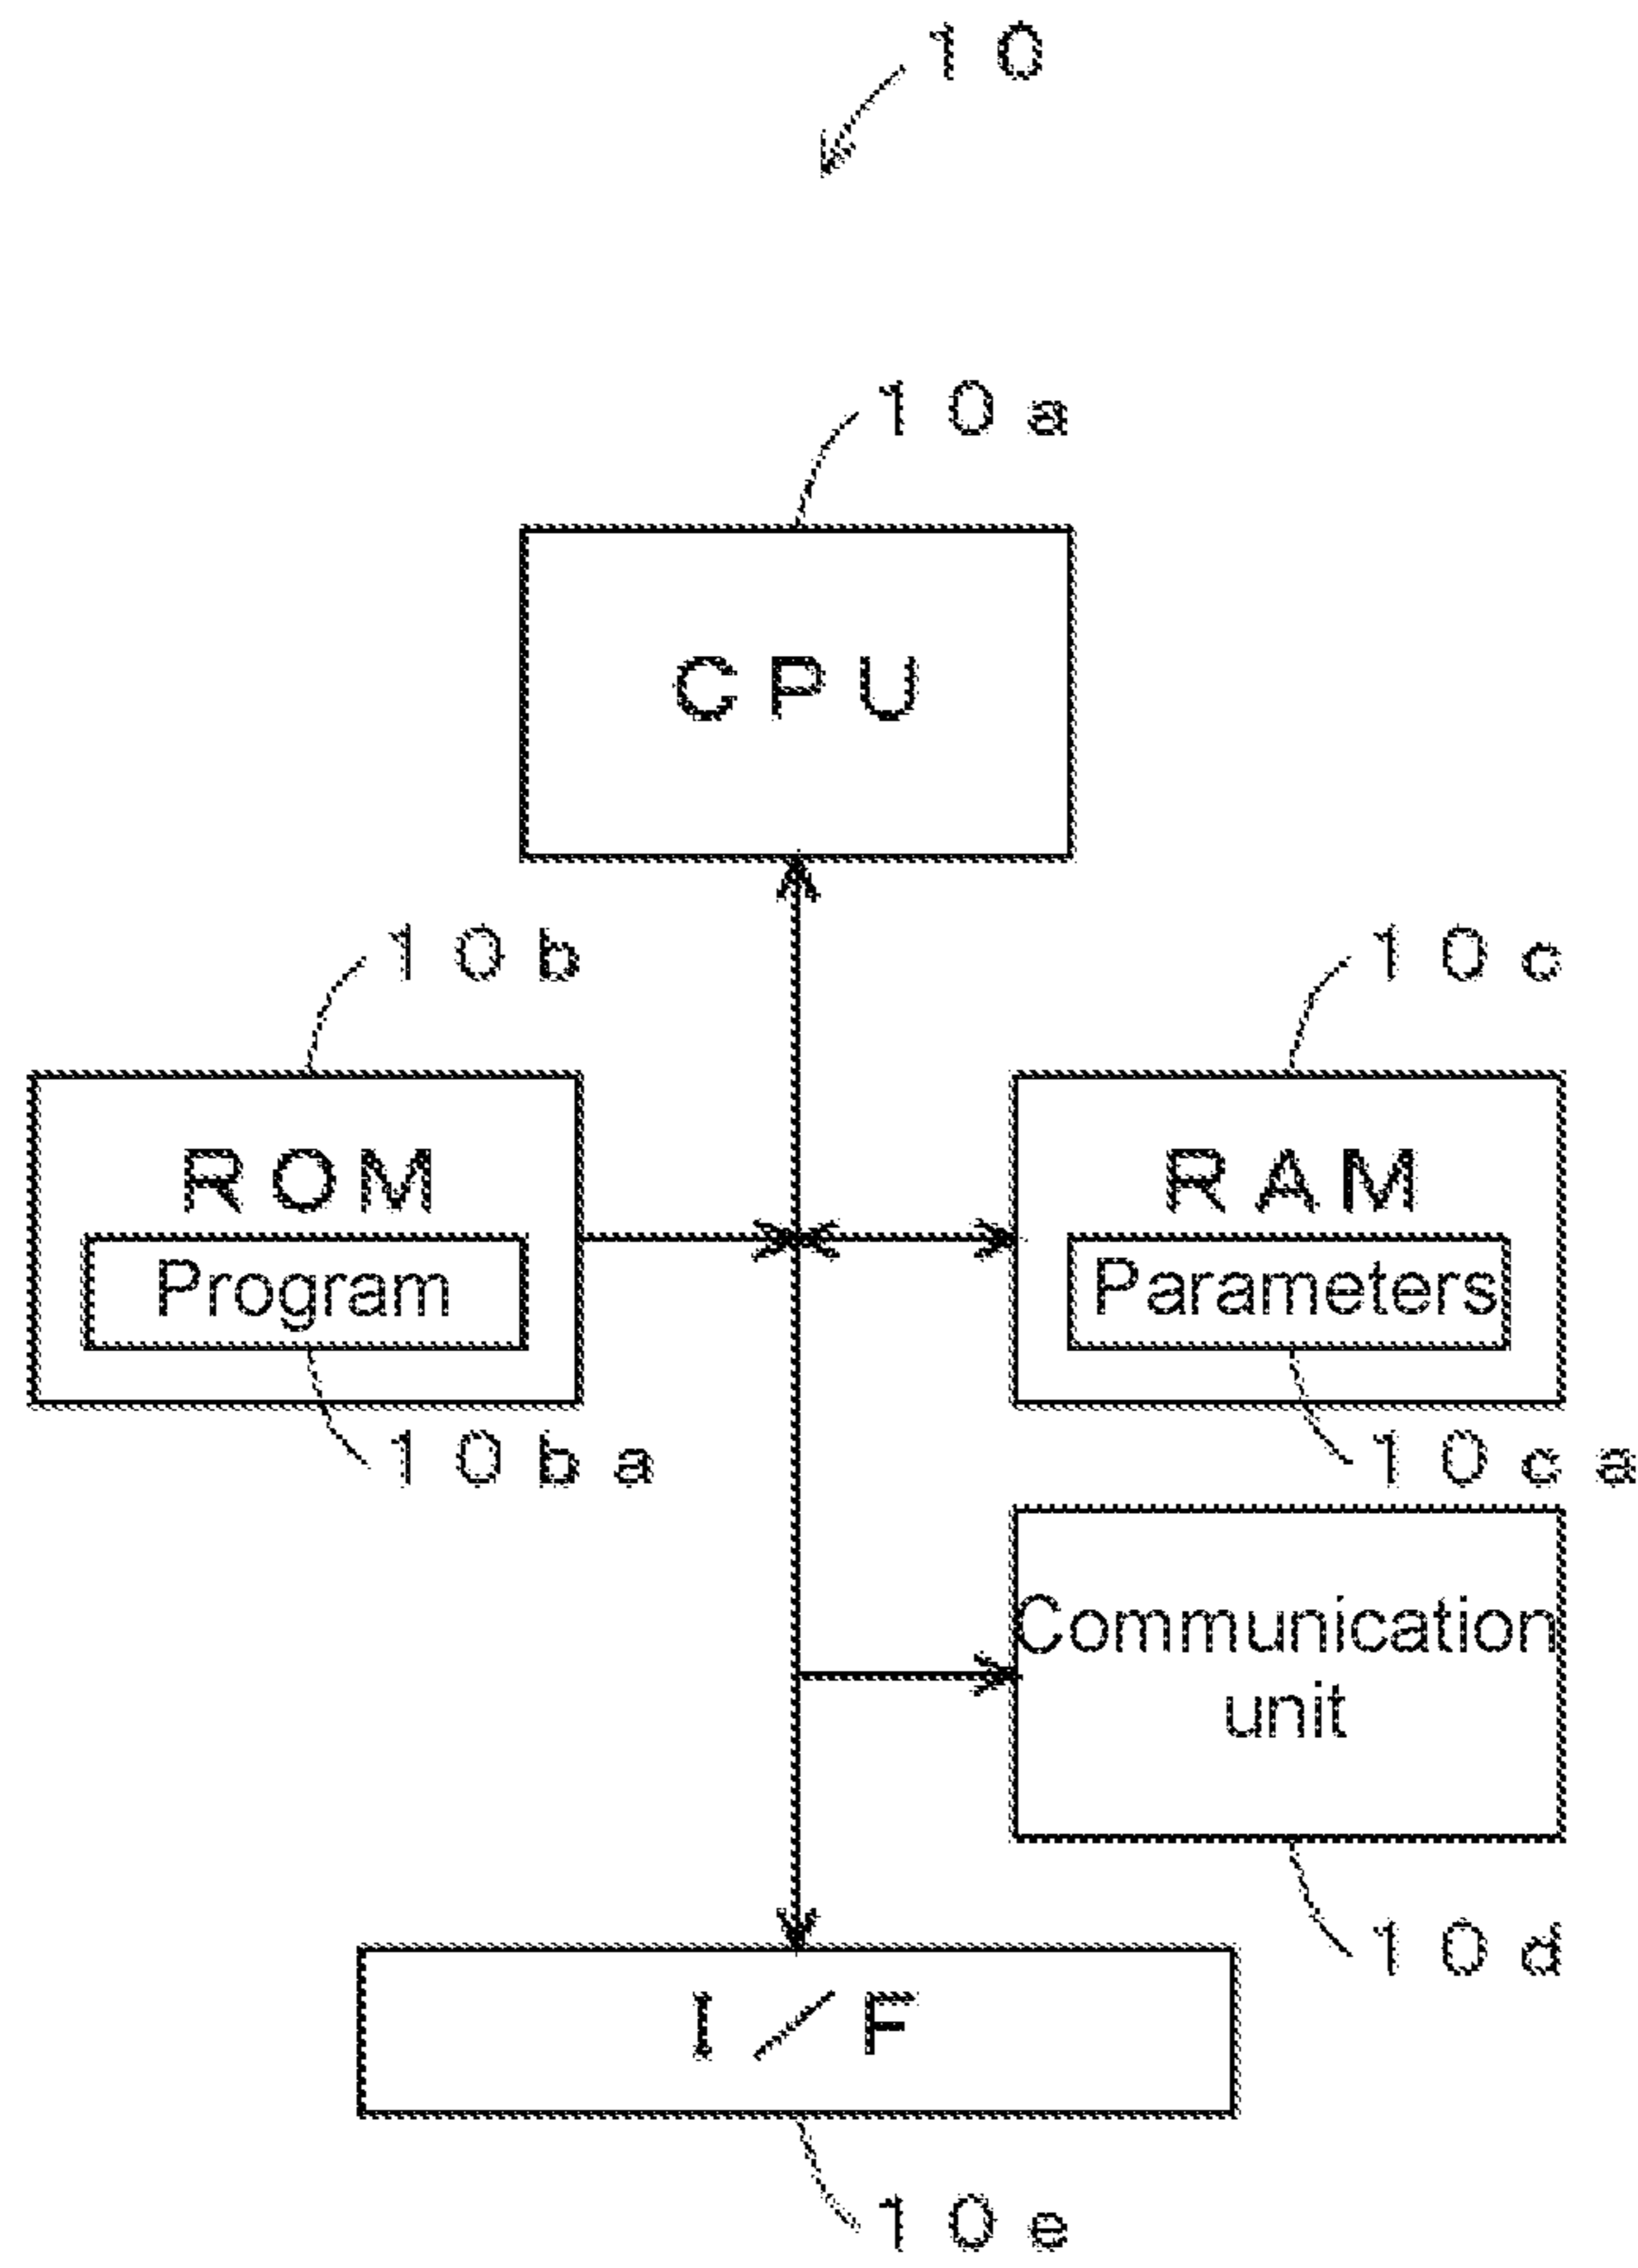 10
10a
CPU
10b
10c
ROM
RAM
Program
Parameters
10ba
10ca
Communication
unit
10d
I/F
10e